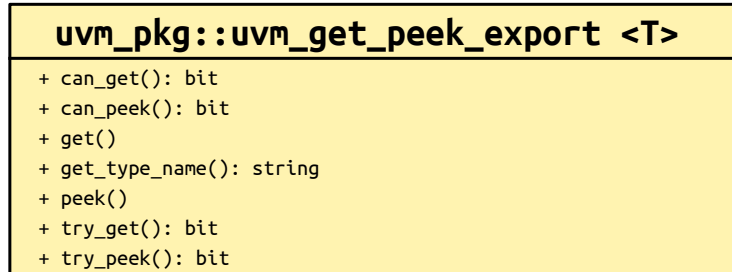 uvm_pkg::uvm_get_peek_export <T>
+ can_get(): bit
+ can_peek(): bit
+ get()
+ get_type_name(): string
+ peek()
+ try_get(): bit
+ try_peek(): bit